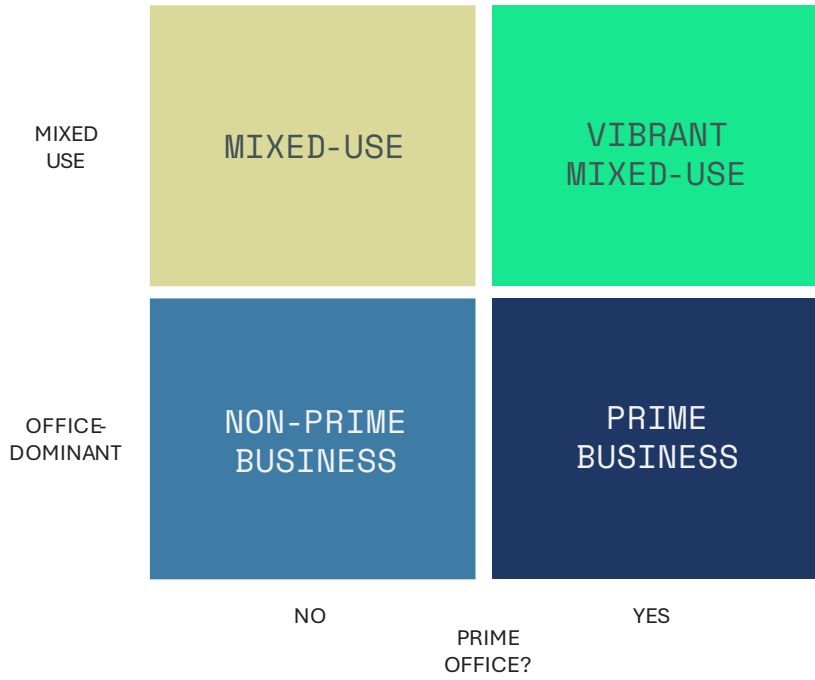 MIXED
USE
MIXED-USE
VIBRANT
MIXED-USE
OFFICE-
DOMINANT
NON-PRIME
BUSINESS
PRIME
BUSINESS
NO
YES
PRIME
OFFICE?